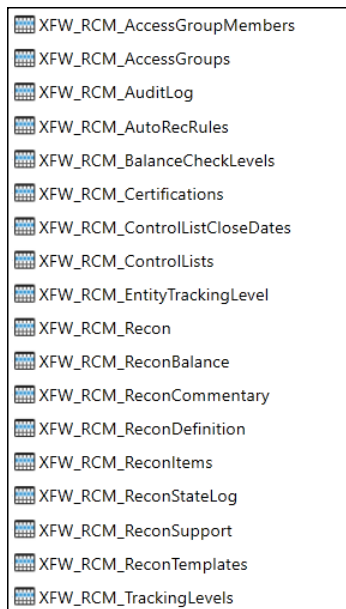 XFW_RCM_AccessGroupMembers
XFW_RCM_AccessGroups
XFW_RCM_AuditLog
XFW_RCM_AutoRecRules
XFW_RCM_BalanceCheckLevels
XFW_RCM_Certifications
XFW_RCM_ControlListCloseDates
XFW_RCM_ControlLists
XFW_RCM_EntityTrackingLevel
XFW_RCM_Recon
XFW_RCM_ReconBalance
XFW_RCM_ReconCommentary
XFW_RCM_ReconDefinition
XFW_RCM_ReconItems
XFW_RCM_ReconStateLog
XFW_RCM_ReconSupport
XFW_RCM_ReconTemplates
XFW_RCM_TrackingLevels